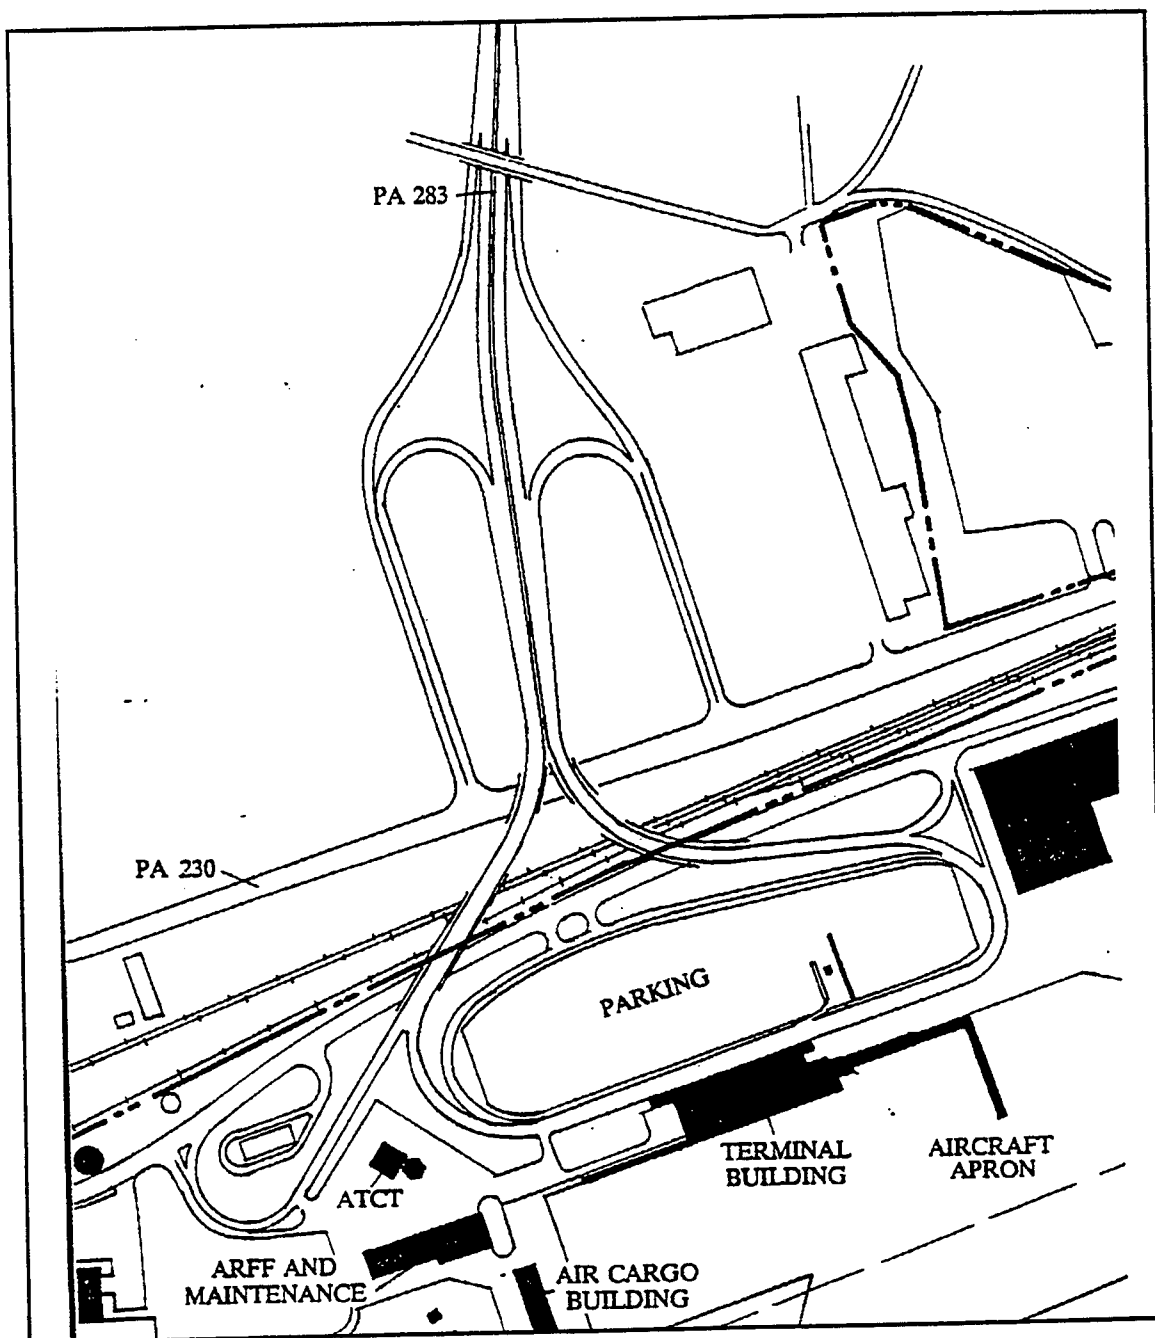 PA 283
PA 230
PARKING
TERMINAL
BUILDING
AIRCRAFT
APRON
ATCT
ARFF AND
MAINTENANCE
AIR CARGO
BUILDING